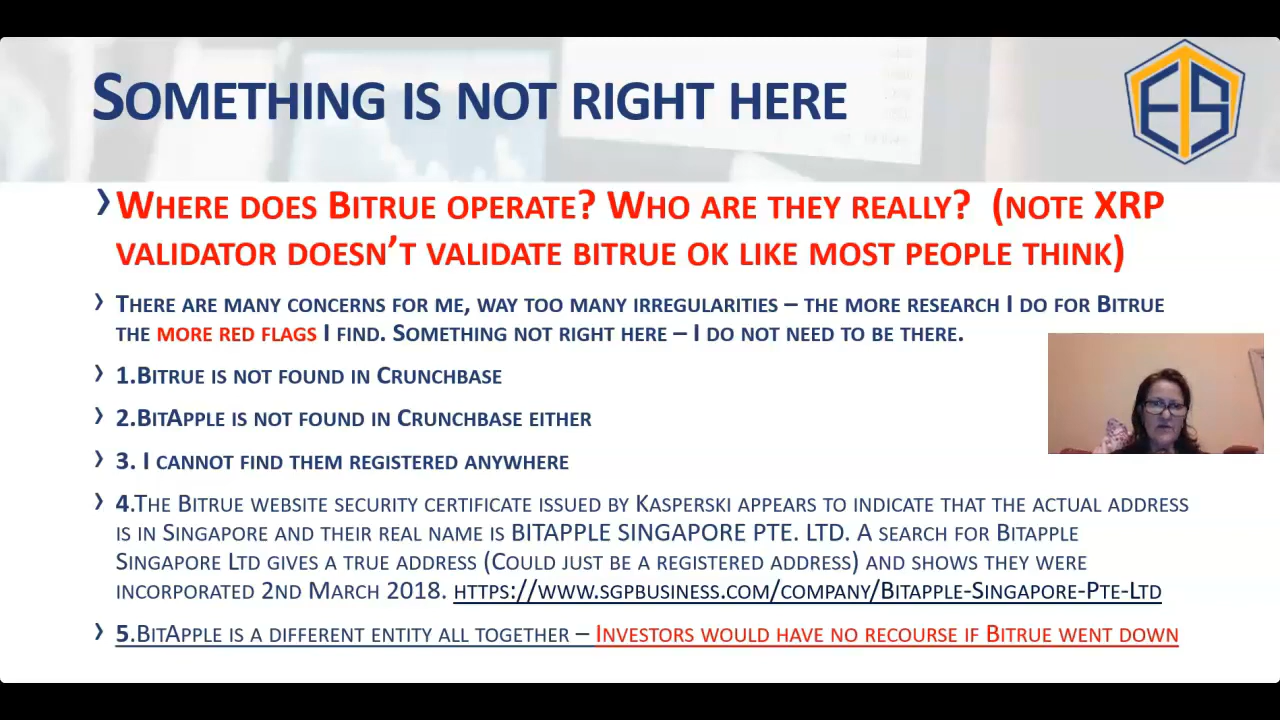 SOMETHING IS NOT RIGHT HERE
ETS
› WHERE DOES BITRUE OPERATE? WHO ARE THEY REALLY? (NOTE XRP
VALIDATOR DOESN’T VALIDATE BITRUE OK LIKE MOST PEOPLE THINK)
› THERE ARE MANY CONCERNS FOR ME, WAY TOO MANY IRREGULARITIES – THE MORE RESEARCH I DO FOR BITRUE
THE MORE RED FLAGS I FIND. SOMETHING NOT RIGHT HERE – I DO NOT NEED TO BE THERE.
› 1.BITRUE IS NOT FOUND IN CRUNCHBASE
› 2.BITAPPLE IS NOT FOUND IN CRUNCHBASE EITHER
› 3. I CANNOT FIND THEM REGISTERED ANYWHERE
› 4.THE BITRUE WEBSITE SECURITY CERTIFICATE ISSUED BY KASPERSKI APPEARS TO INDICATE THAT THE ACTUAL ADDRESS
IS IN SINGAPORE AND THEIR REAL NAME IS BITAPPLE SINGAPORE PTE. LTD. A SEARCH FOR BITAPPLE
SINGAPORE LTD GIVES A TRUE ADDRESS (COULD JUST BE A REGISTERED ADDRESS) AND SHOWS THEY WERE
INCORPORATED 2ND MARCH 2018. HTTPS://WWW.SGPBUSINESS.COM/COMPANY/BITAPPLE-SINGAPORE-PTE-LTD
› 5.BITAPPLE IS A DIFFERENT ENTITY ALL TOGETHER – INVESTORS WOULD HAVE NO RECOURSE IF BITRUE WENT DOWN